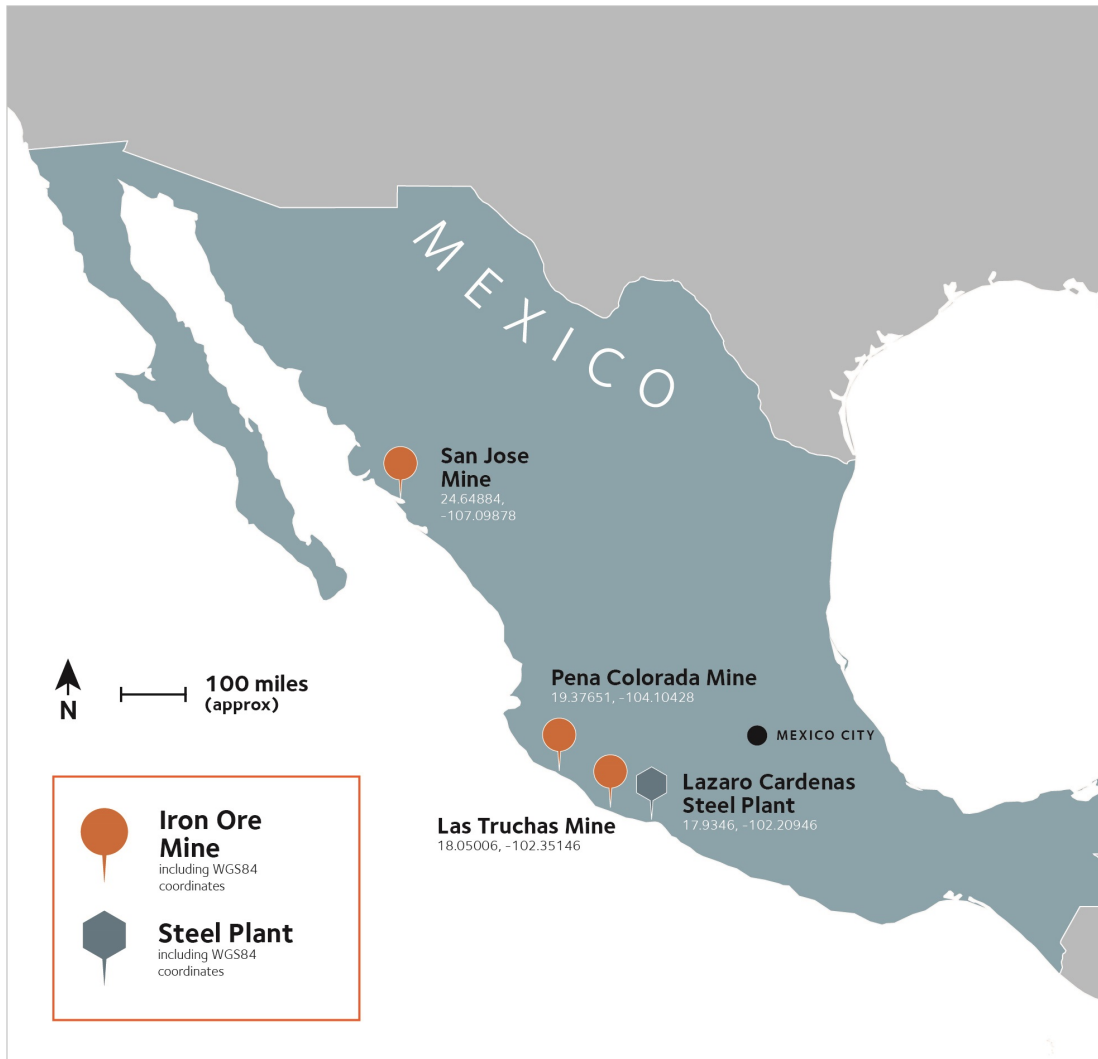 MEXICO
San Jose
Mine
24.64884,
-107.09878
N
100 miles
(approx)
Pena Colorada Mine
19.37651, -104.10428
MEXICO CITY
Lazaro Cardenas
Steel Plant
17.9346, -102.20946
Las Truchas Mine
18.05006, -102.35146
Iron Ore
Mine
including WGS84
coordinates
Steel Plant
including WGS84
coordinates